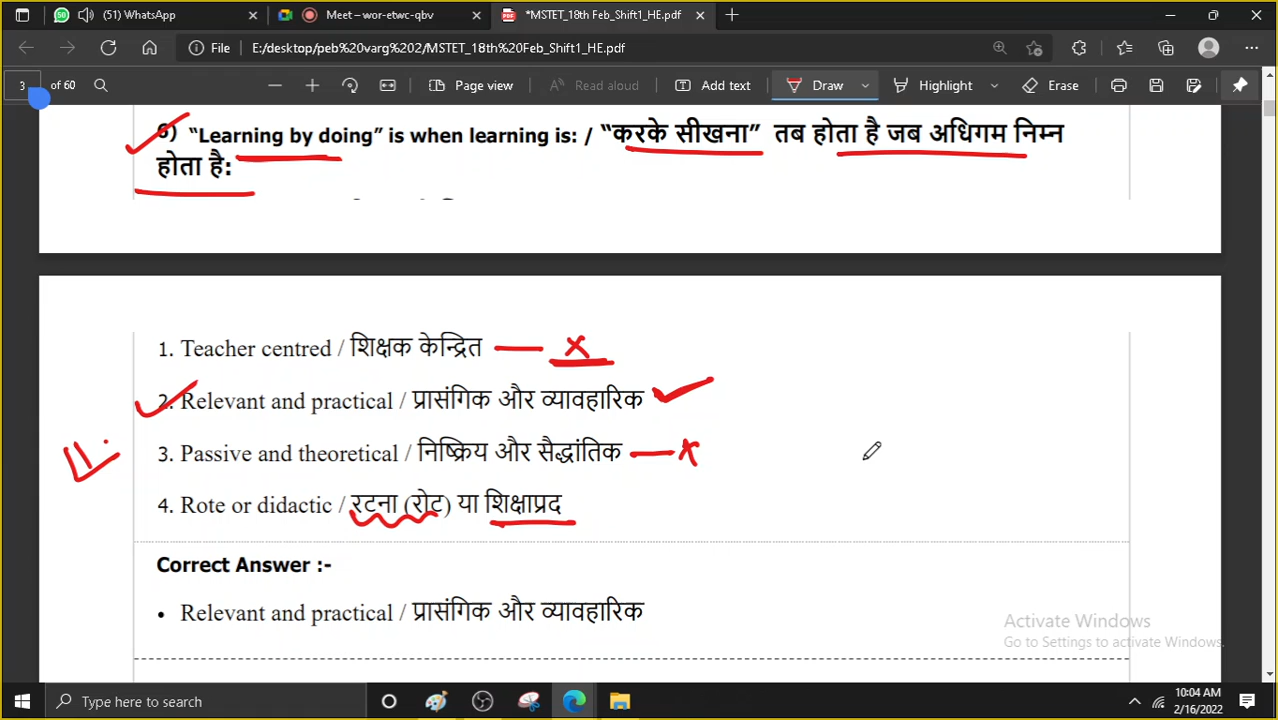 (51) WhatsApp
Meet – wor-etwc-qbv
*MSTET_18th Feb_Shift1_HE.pdf
File E:/desktop/peb%20varg%202/MSTET_18th%20Feb_Shift1_HE.pdf
3 of 60 Page view Read aloud Add text Draw Highlight Erase
6) “Learning by doing” is when learning is: / “करके सीखना” तब होता है जब अधिगम निम्न
होता है:
1. Teacher centred / शिक्षक केन्द्रित
2. Relevant and practical / प्रासंगिक और व्यावहारिक
3. Passive and theoretical / निष्क्रिय और सैद्धांतिक
4. Rote or didactic / रटना (रोट) या शिक्षाप्रद
Correct Answer :-
• Relevant and practical / प्रासंगिक और व्यावहारिक
Activate Windows
Go to Settings to activate Windows.
Type here to search
10:04 AM
2/16/2022